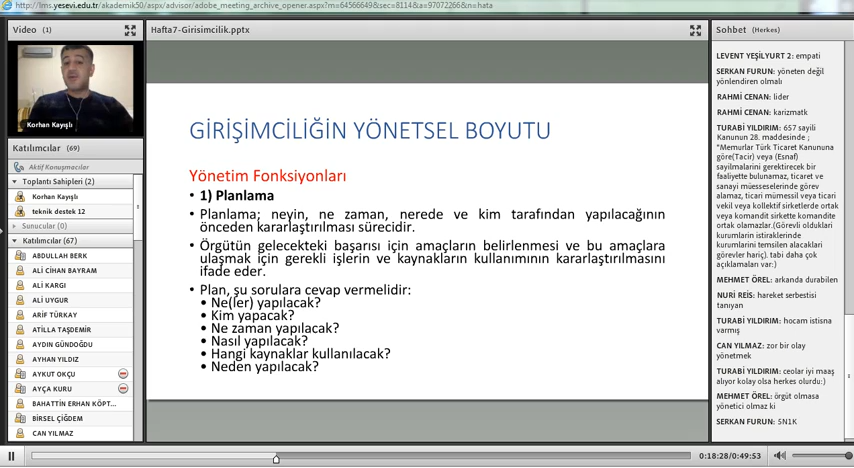 http://lms.yesevi.edu.tr/akademik50/aspx/advisor/adobe_meeting_archive_opener.aspx?m=64566649&sec=8114&a=97072266&n=hata
Video (1)
Korhan Kayışlı
Katılımcılar (69)
Aktif Konuşmacılar
Toplantı Sahipleri (2)
Korhan Kayışlı
teknik destek 12
Sunucular (0)
Katılımcılar (67)
ABDULLAH BERK
ALİ CİHAN BAYRAM
ALİ KARGI
ALİ UYGUR
ARİF TÜRKAY
ATİLLA TAŞDEMİR
AYDIN GÜNDOĞDU
AYHAN YILDIZ
AYKUT OKÇU
AYÇA KURU
BAHATTİN ERHAN KÖPT...
BİRSEL ÇİĞDEM
CAN YILMAZ
Hafta7-Girisimcilik.pptx
GİRİŞİMCİLİĞİN YÖNETSEL BOYUTU
Yönetim Fonksiyonları
• 1) Planlama
• Planlama; neyin, ne zaman, nerede ve kim tarafından yapılacağının
önceden kararlaştırılması sürecidir.
• Örgütün gelecekteki başarısı için amaçların belirlenmesi ve bu amaçlara
ulaşmak için gerekli işlerin ve kaynakların kullanımının kararlaştırılmasını
ifade eder.
• Plan, şu sorulara cevap vermelidir:
• Ne(ler) yapılacak?
• Kim yapacak?
• Ne zaman yapılacak?
• Nasıl yapılacak?
• Hangi kaynaklar kullanılacak?
• Neden yapılacak?
Sohbet (Herkes)
LEVENT YEŞİLYURT 2: empati
SERKAN FURUN: yöneten değil
yönlendiren olmalı
RAHMİ CENAN: lider
RAHMİ CENAN: karizmatk
TURABİ YILDIRIM: 657 sayili
Kanunun 28. maddesinde ;
"Memurlar Türk Ticaret Kanununa
göre(Tacir) veya (Esnaf)
sayilmalarini gerektirecek bir
faaliyette bulunamaz, ticaret ve
sanayi müesseselerinde görev
alamaz, ticari mümessil veya ticari
vekil veya kollektif sirketlerde ortak
veya komandit sirkette komandite
ortak olamazlar.(Görevli olduklari
kurumlarin istiraklerinde
kurumlarini temsilen alacaklari
görevler hariç). tabi daha çok
açıklamaları var:)
MEHMET ÖREL: arkanda durabilen
NURİ REİS: hareket serbestisi
tanıyan
TURABİ YILDIRIM: hocam istisna
varmış
CAN YILMAZ: zor bir olay
yönetmek
TURABİ YILDIRIM: ceolar iyi maaş
alıyor kolay olsa herkes olurdu:)
MEHMET ÖREL: örgüt olmasa
yönetici olmaz ki
SERKAN FURUN: 5N1K
0:18:28/0:49:53